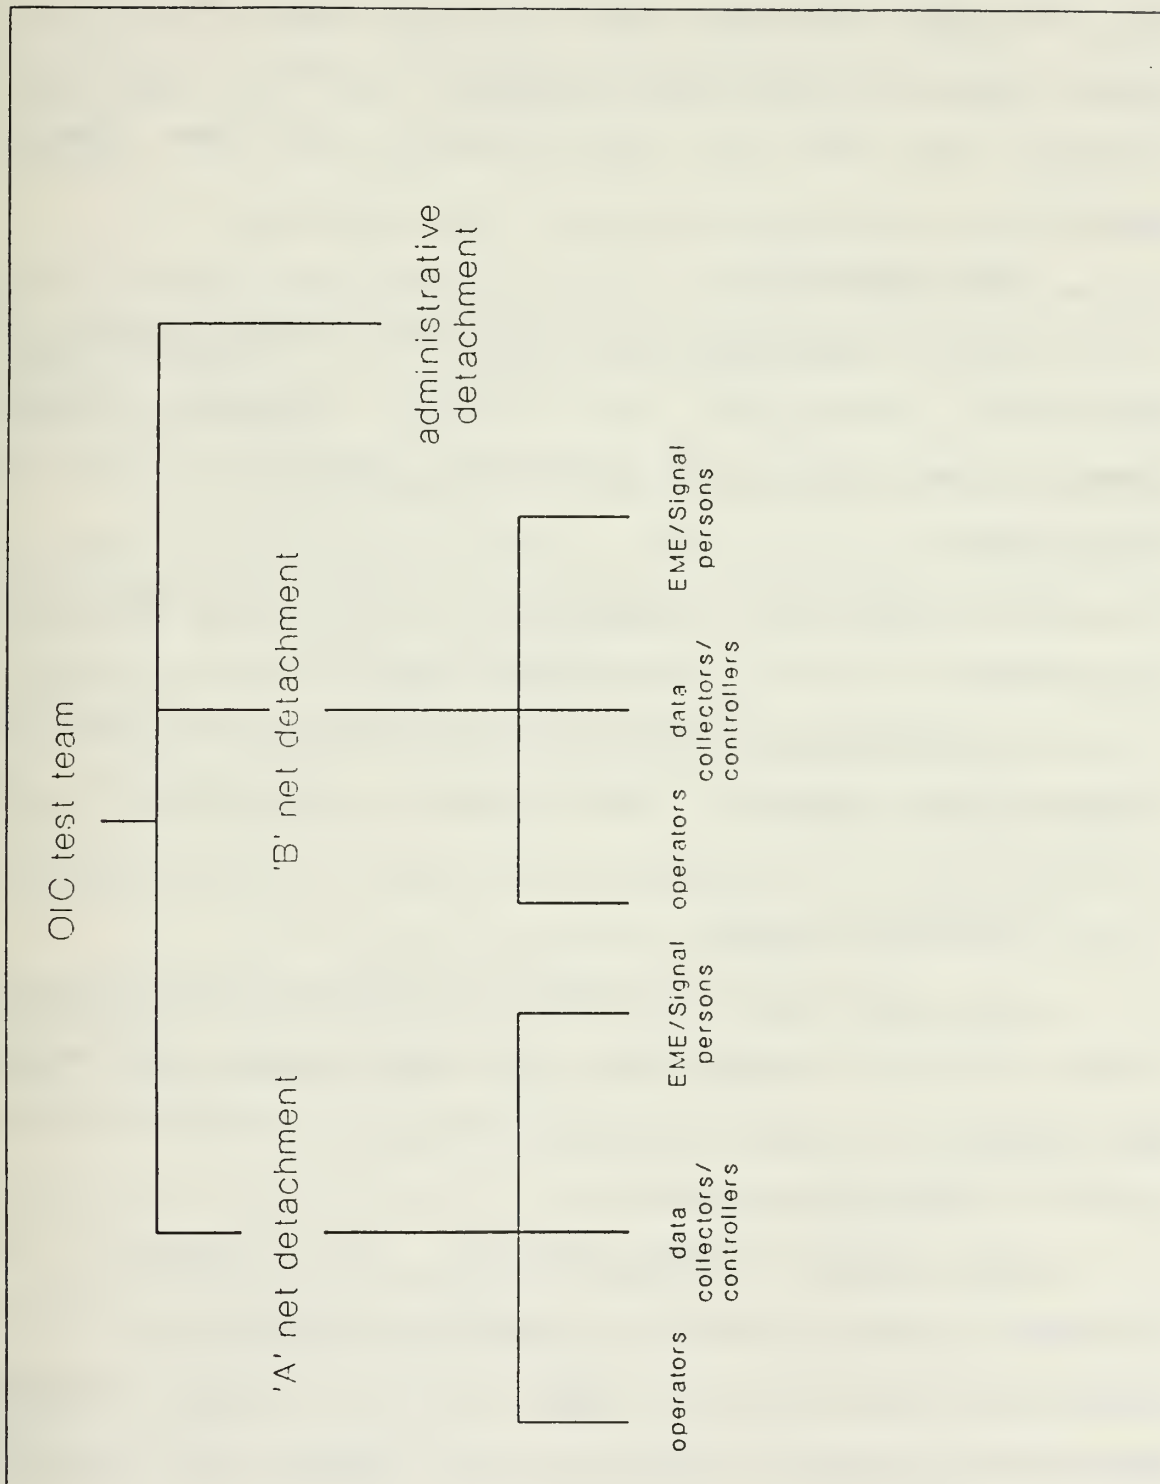 OIC test team
'A' net detachment
'B' net detachment
administrative
detachment
operators
data
collectors/
controllers
EME/Signal
persons
operators
data
collectors/
controllers
EME/Signal
persons